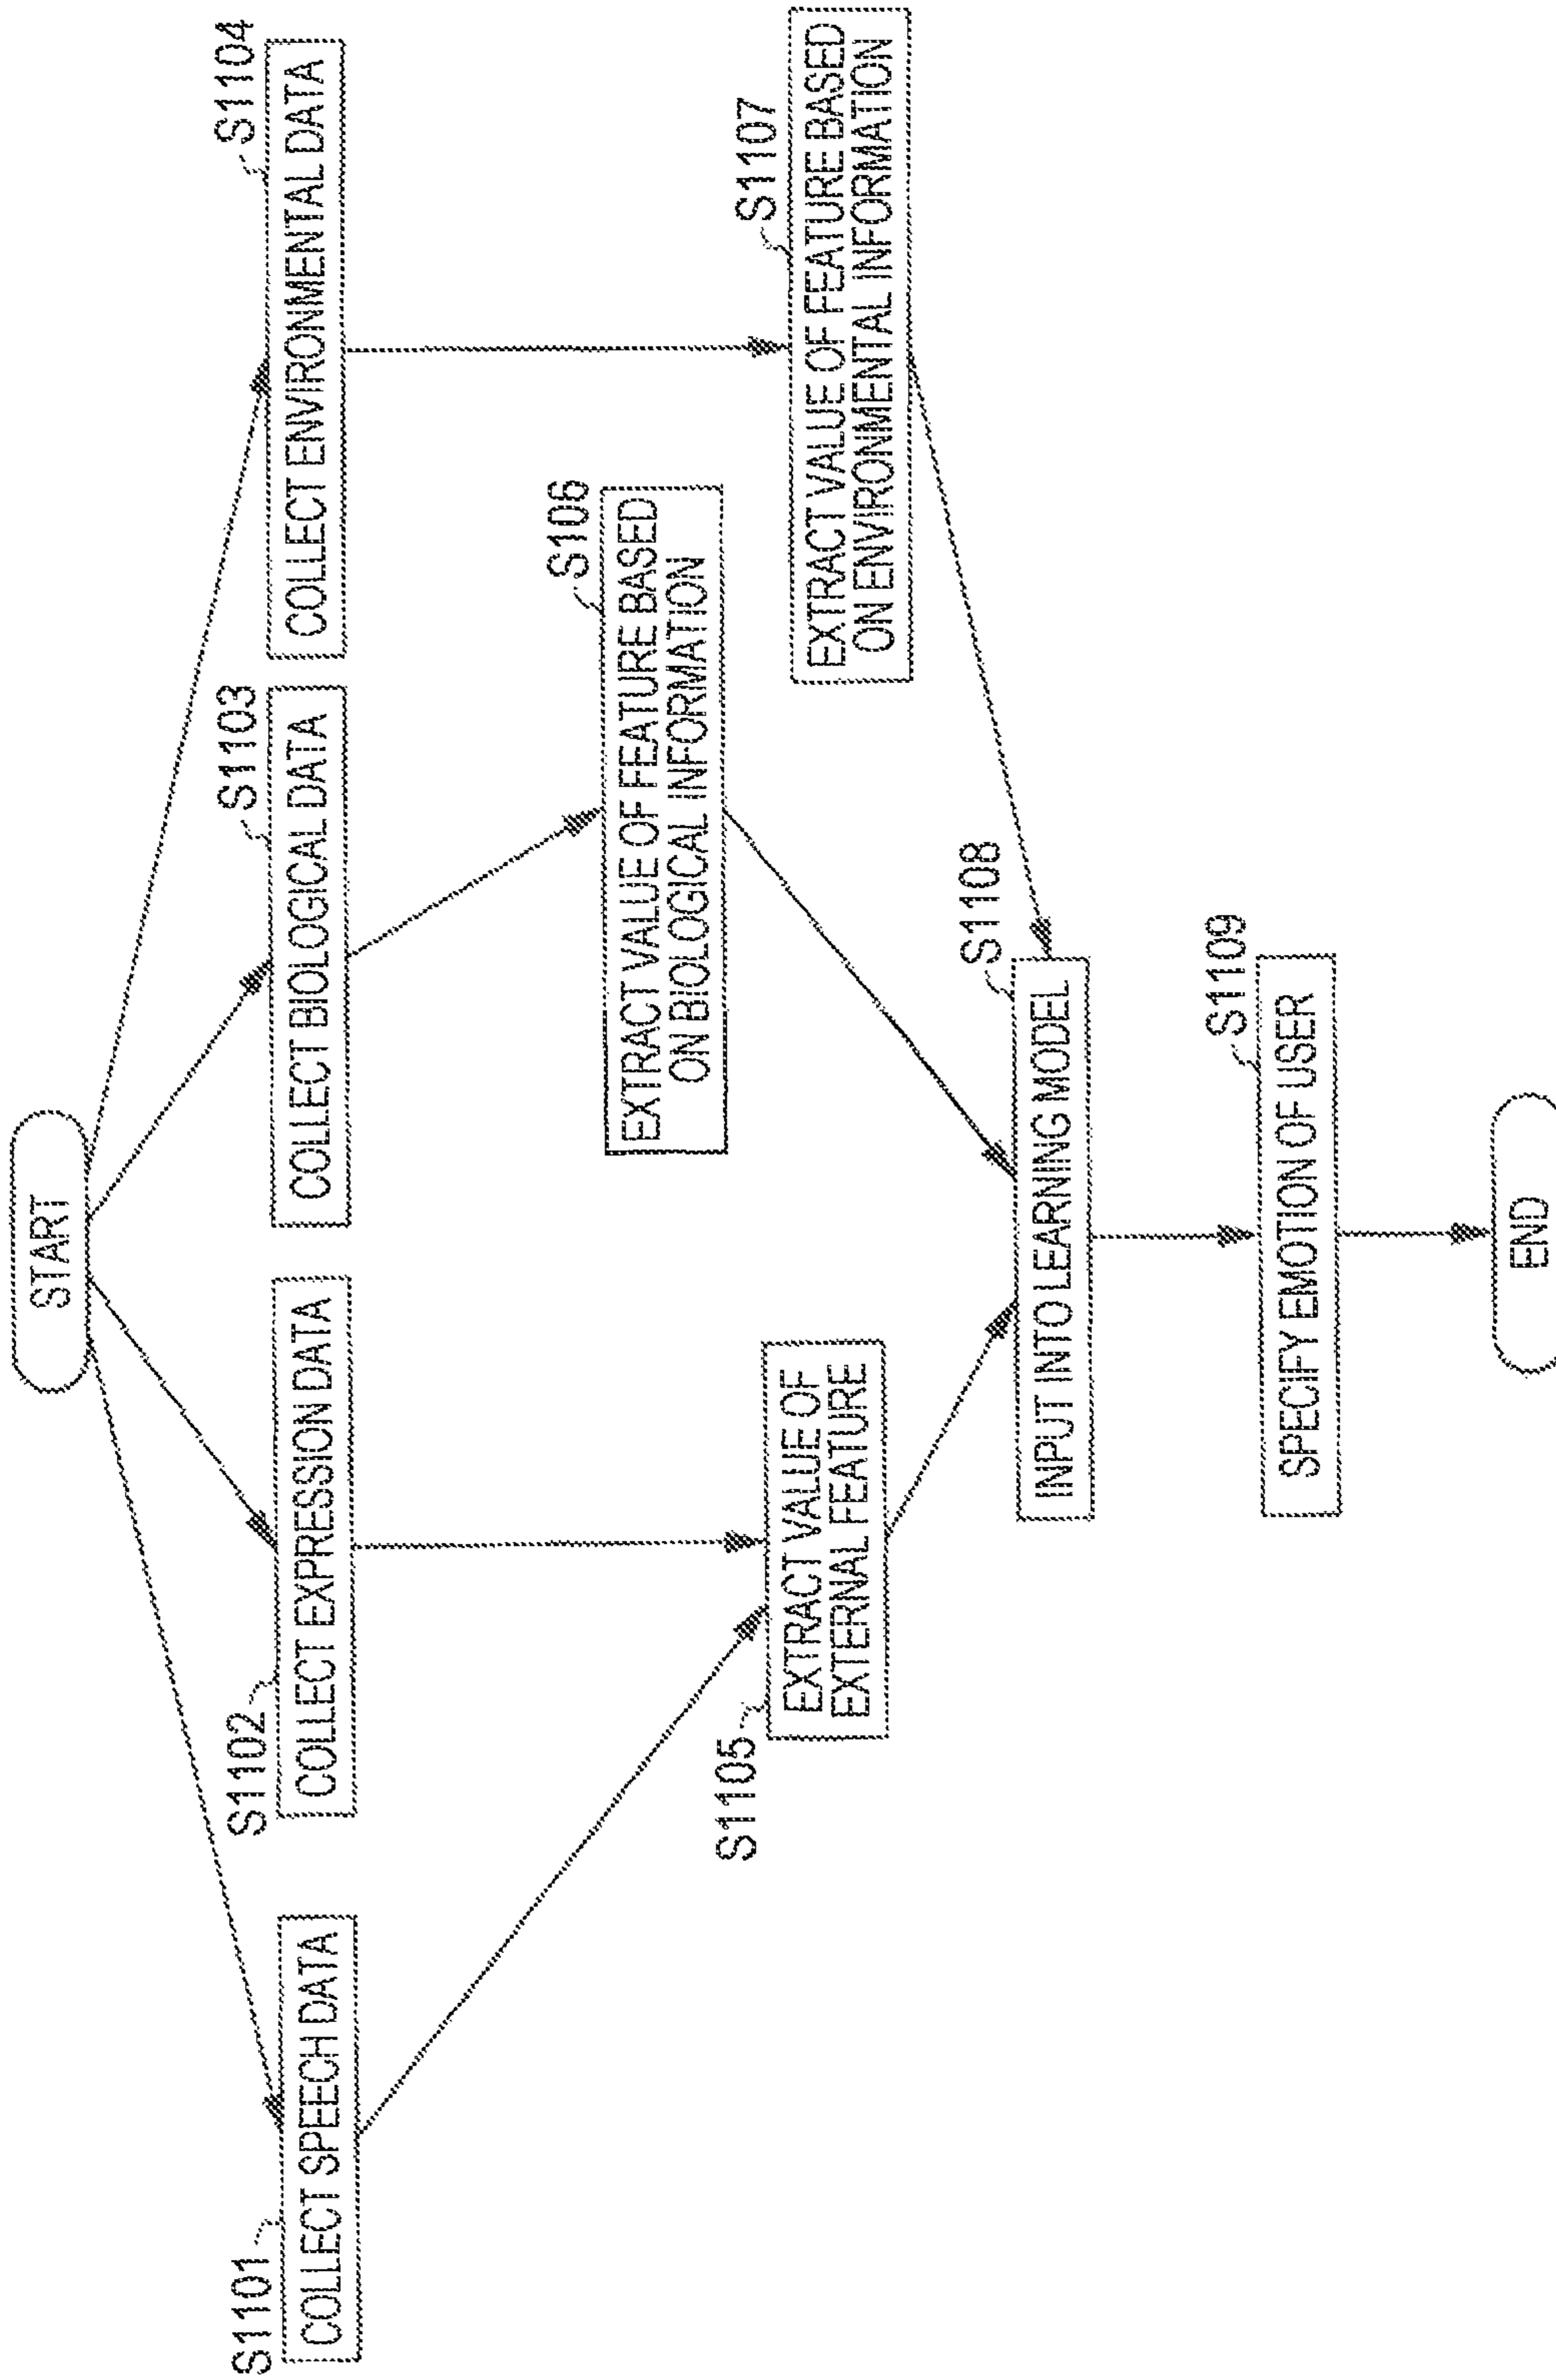 START
S1101
COLLECT SPEECH DATA
S1102
COLLECT EXPRESSION DATA
S1103
COLLECT BIOLOGICAL DATA
S1104
COLLECT ENVIRONMENTAL DATA
S1105
EXTRACT VALUE OF
EXTERNAL FEATURE
S106
EXTRACT VALUE OF FEATURE BASED
ON BIOLOGICAL INFORMATION
S1107
EXTRACT VALUE OF FEATURE BASED
ON ENVIRONMENTAL INFORMATION
S1108
INPUT INTO LEARNING MODEL
S1109
SPECIFY EMOTION OF USER
END